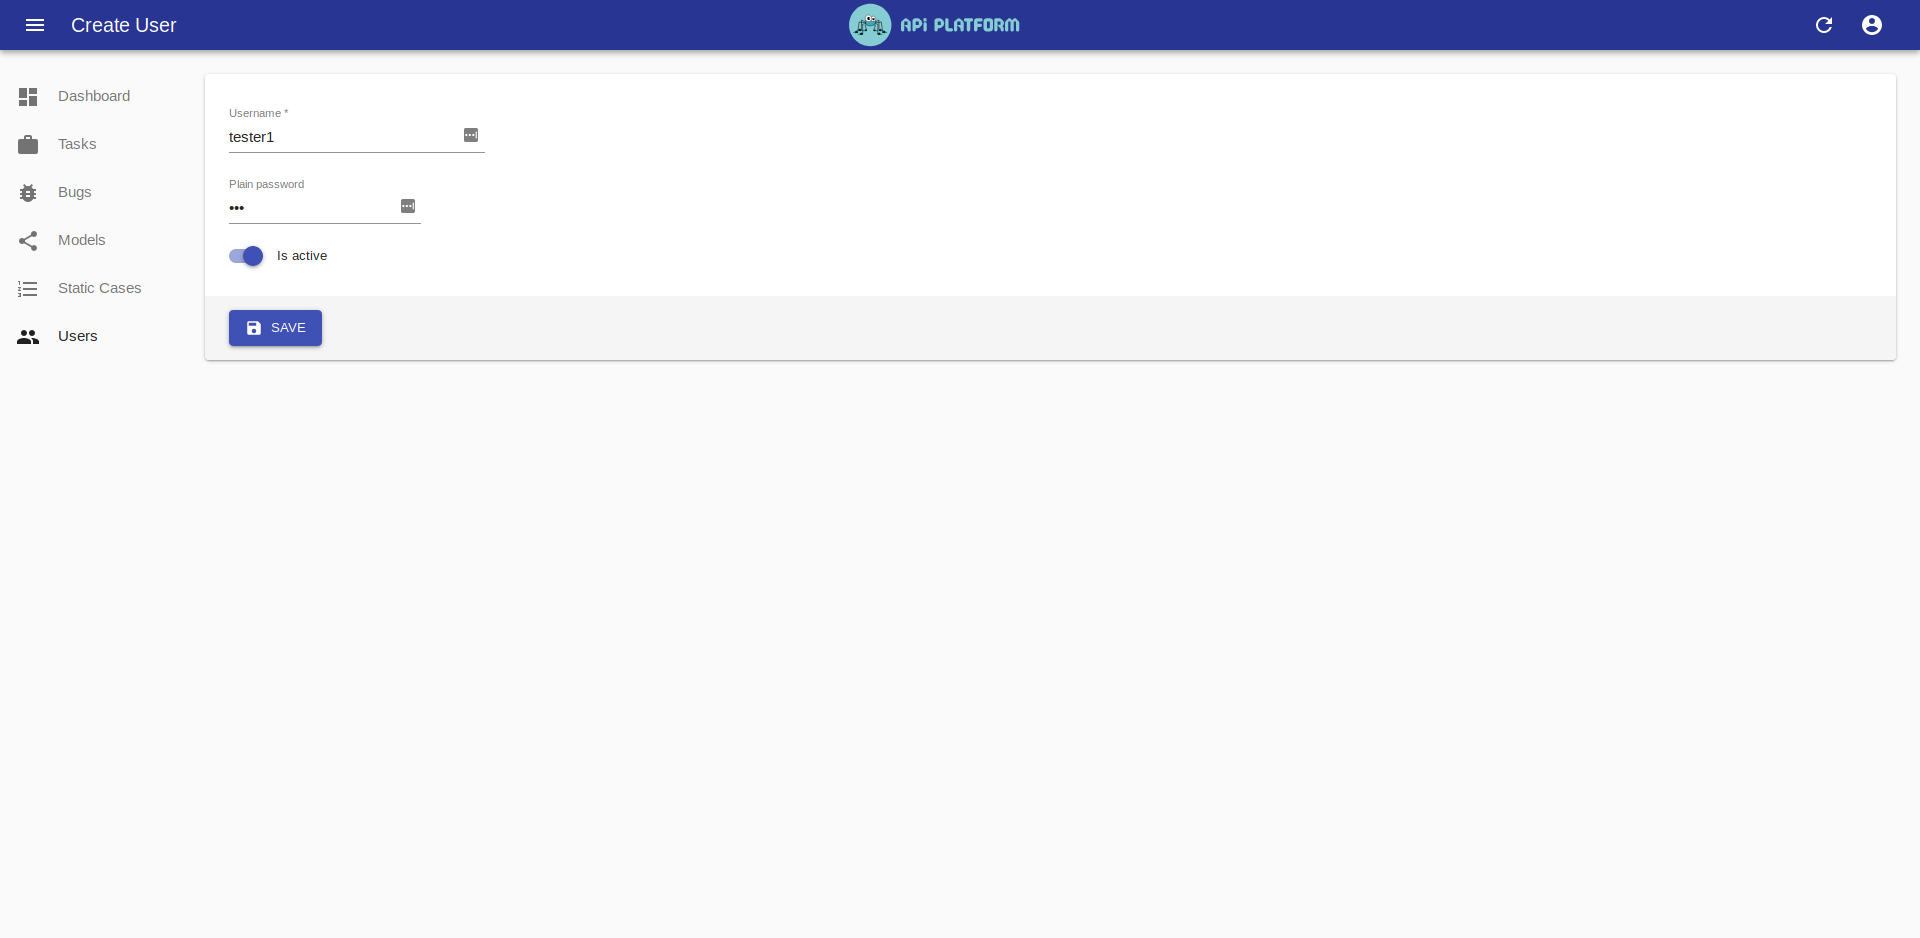 Create User
APi PLATFORM
Dashboard
Tasks
Bugs
Models
Static Cases
Users
Username *
tester1
Plain password
•••
Is active
SAVE